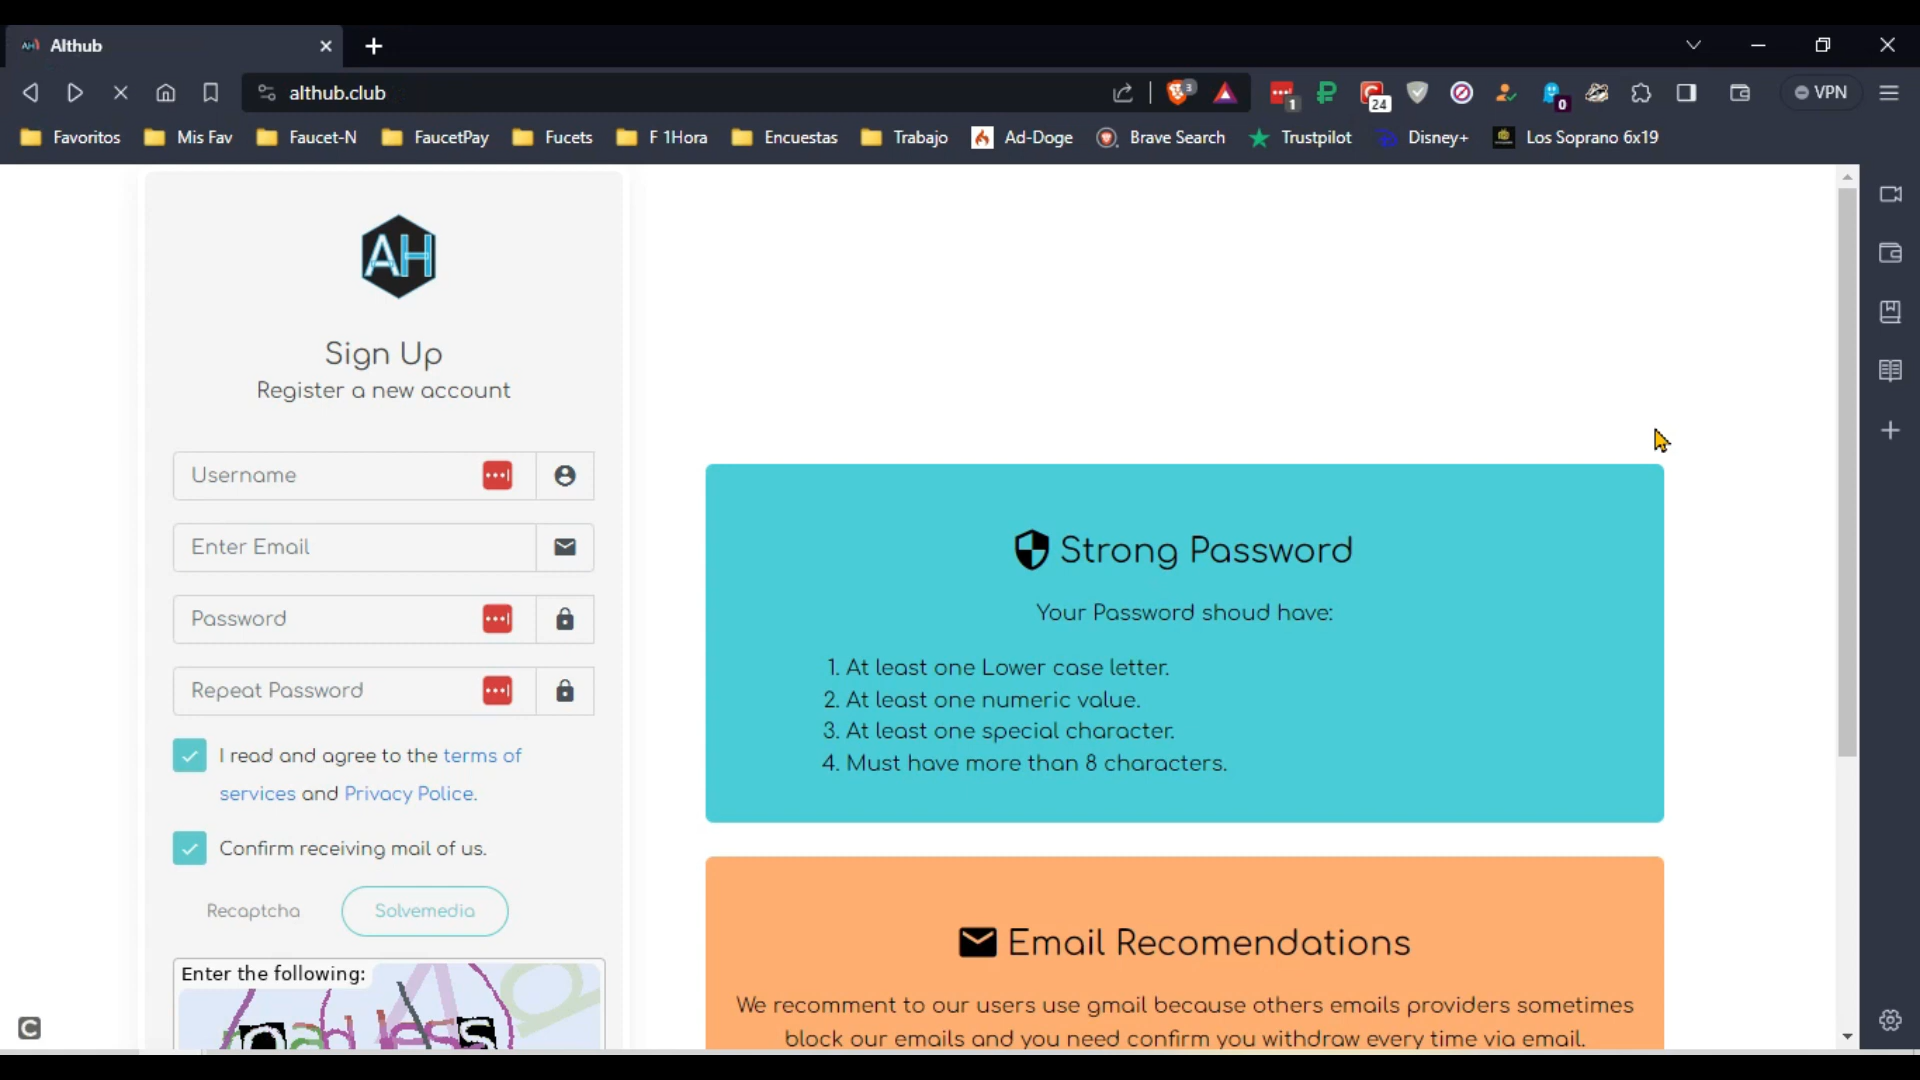 Althub
althub.club
3
1
24
0
VPN
Favoritos
Mis Fav
Faucet-N
FaucetPay
Fucets
F 1Hora
Encuestas
Trabajo
Ad-Doge
Brave Search
Trustpilot
Disney+
Los Soprano 6x19
AH
Sign Up
Register a new account
Username
Enter Email
Password
Repeat Password
I read and agree to the terms of
services and Privacy Policy.
Confirm receiving mail of us.
Recaptcha
Solvemedia
Enter the following:
Strong Password
Your Password shoud have:
1. At least one Lower case letter.
2. At least one numeric value.
3. At least one special character.
4. Must have more than 8 characters.
Email Recomendations
We recomment to our users use gmail because others emails providers sometimes
block our emails and you need confirm you withdraw every time via email.